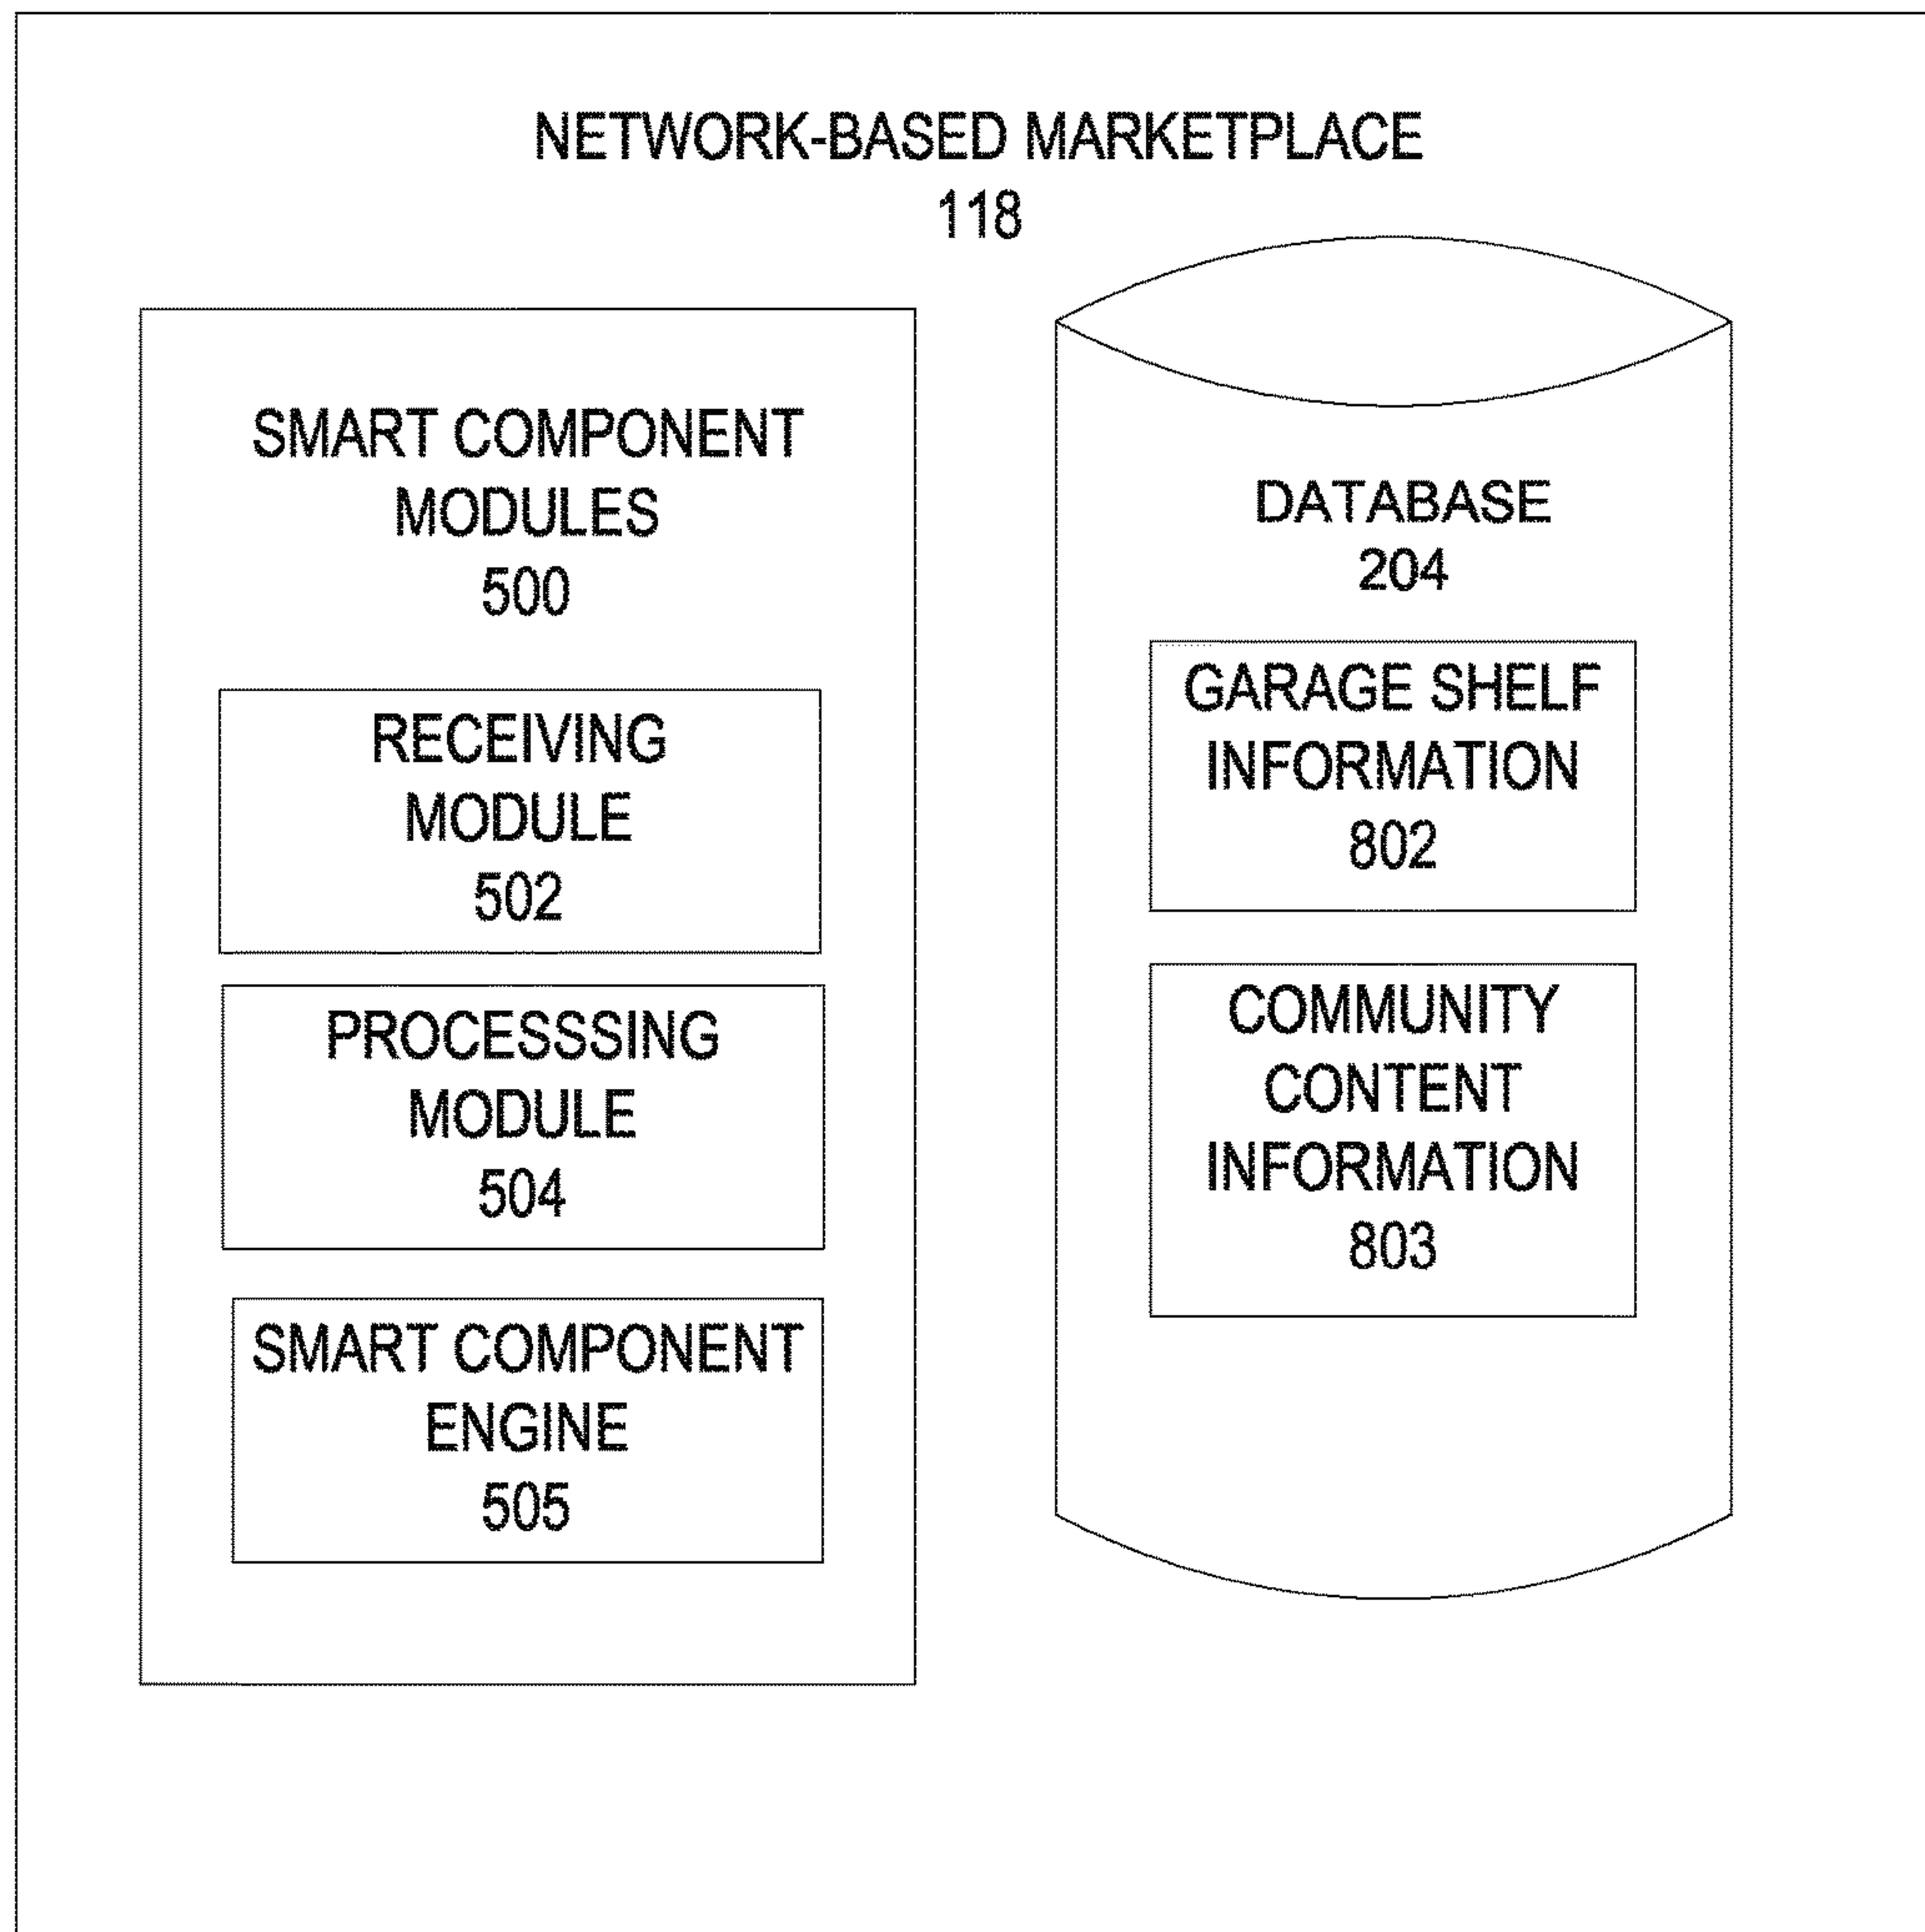 NETWORK-BASED MARKETPLACE
118
SMART COMPONENT
MODULES
500
RECEIVING
MODULE
502
PROCESSSING
MODULE
504
SMART COMPONENT
ENGINE
505
DATABASE
204
GARAGE SHELF
INFORMATION
802
COMMUNITY
CONTENT
INFORMATION
803